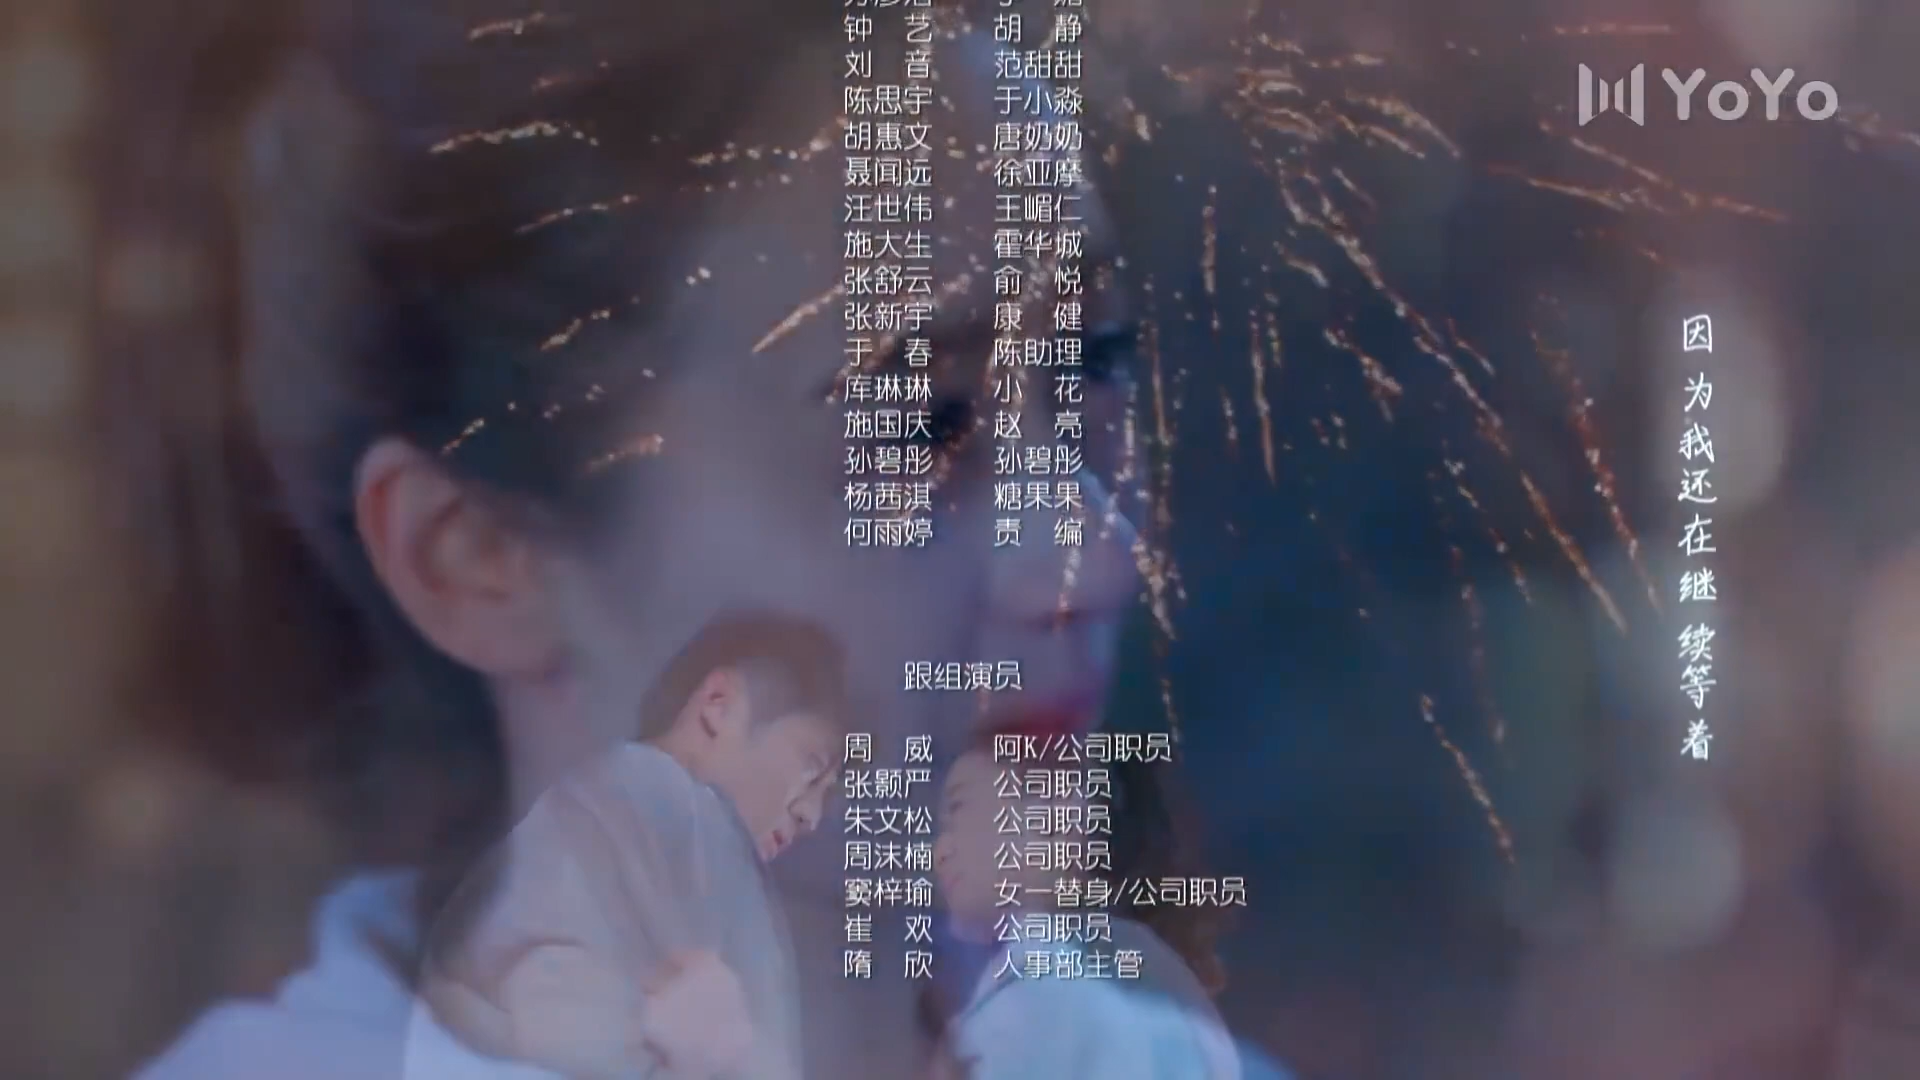 钟 艺 胡 静
刘 音 范甜甜
陈思宇 于小淼
胡惠文 唐奶奶
聂闻远 徐亚摩
汪世伟 王嵋仁
施大生 霍华城
张舒云 俞 悦
张新宇 康 健
于 春 陈助理
库琳琳 小 花
施国庆 赵 亮
孙碧彤 孙碧彤
杨茜淇 糖果果
何雨婷 责 编
跟组演员
周 威 阿K/公司职员
张颢严 公司职员
朱文松 公司职员
周沫楠 公司职员
窦梓瑜 女一替身/公司职员
崔 欢 公司职员
隋 欣 人事部主管
YoYo
因为我还在继续等着